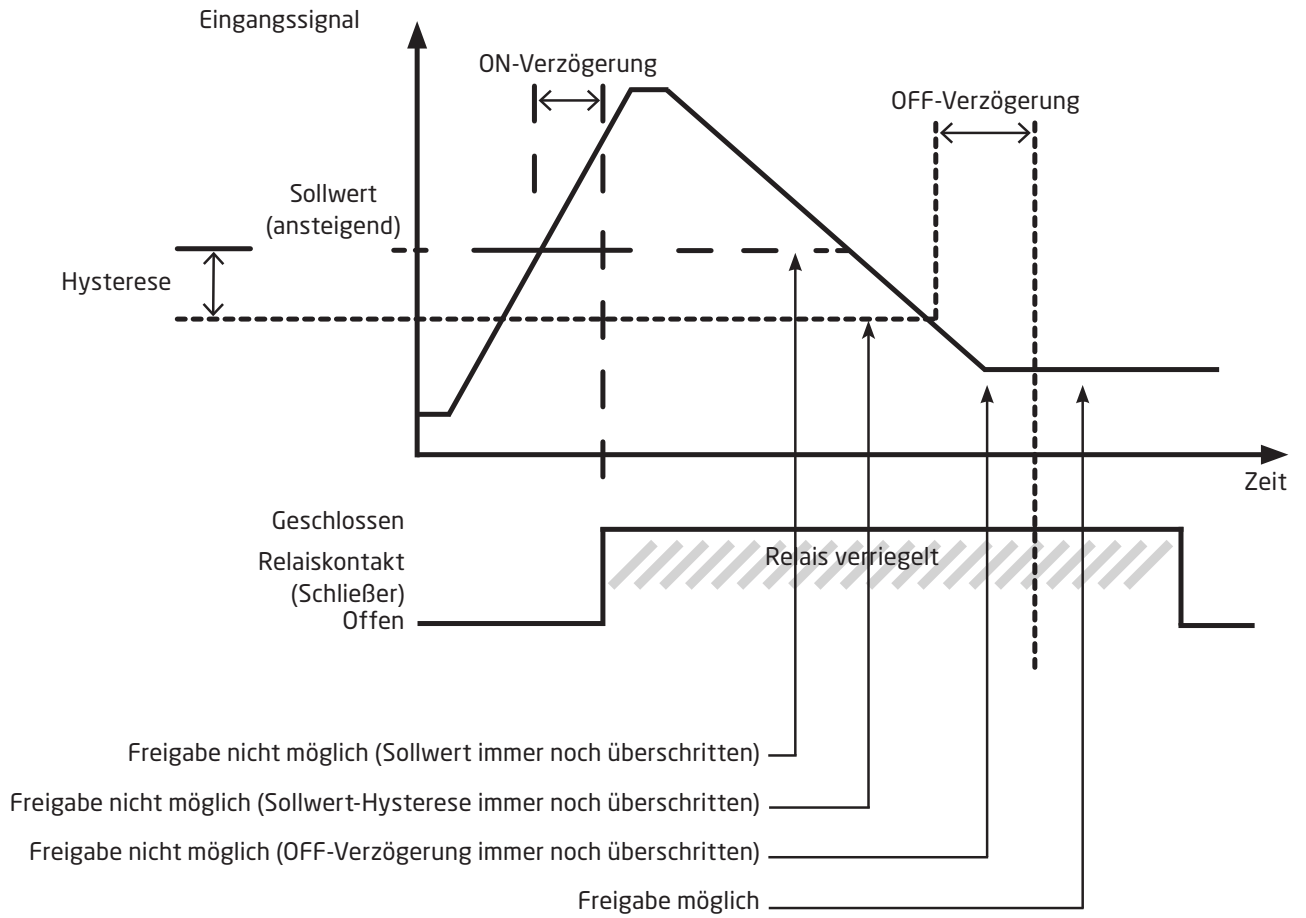 Eingangssignal
ON-Verzögerung
OFF-Verzögerung
Sollwert
(ansteigend)
Hysterese
Zeit
Geschlossen
Relaiskontakt
(Schließer)
Offen
Relais verriegelt
Freigabe nicht möglich (Sollwert immer noch überschritten)
Freigabe nicht möglich (Sollwert-Hysterese immer noch überschritten)
Freigabe nicht möglich (OFF-Verzögerung immer noch überschritten)
Freigabe möglich